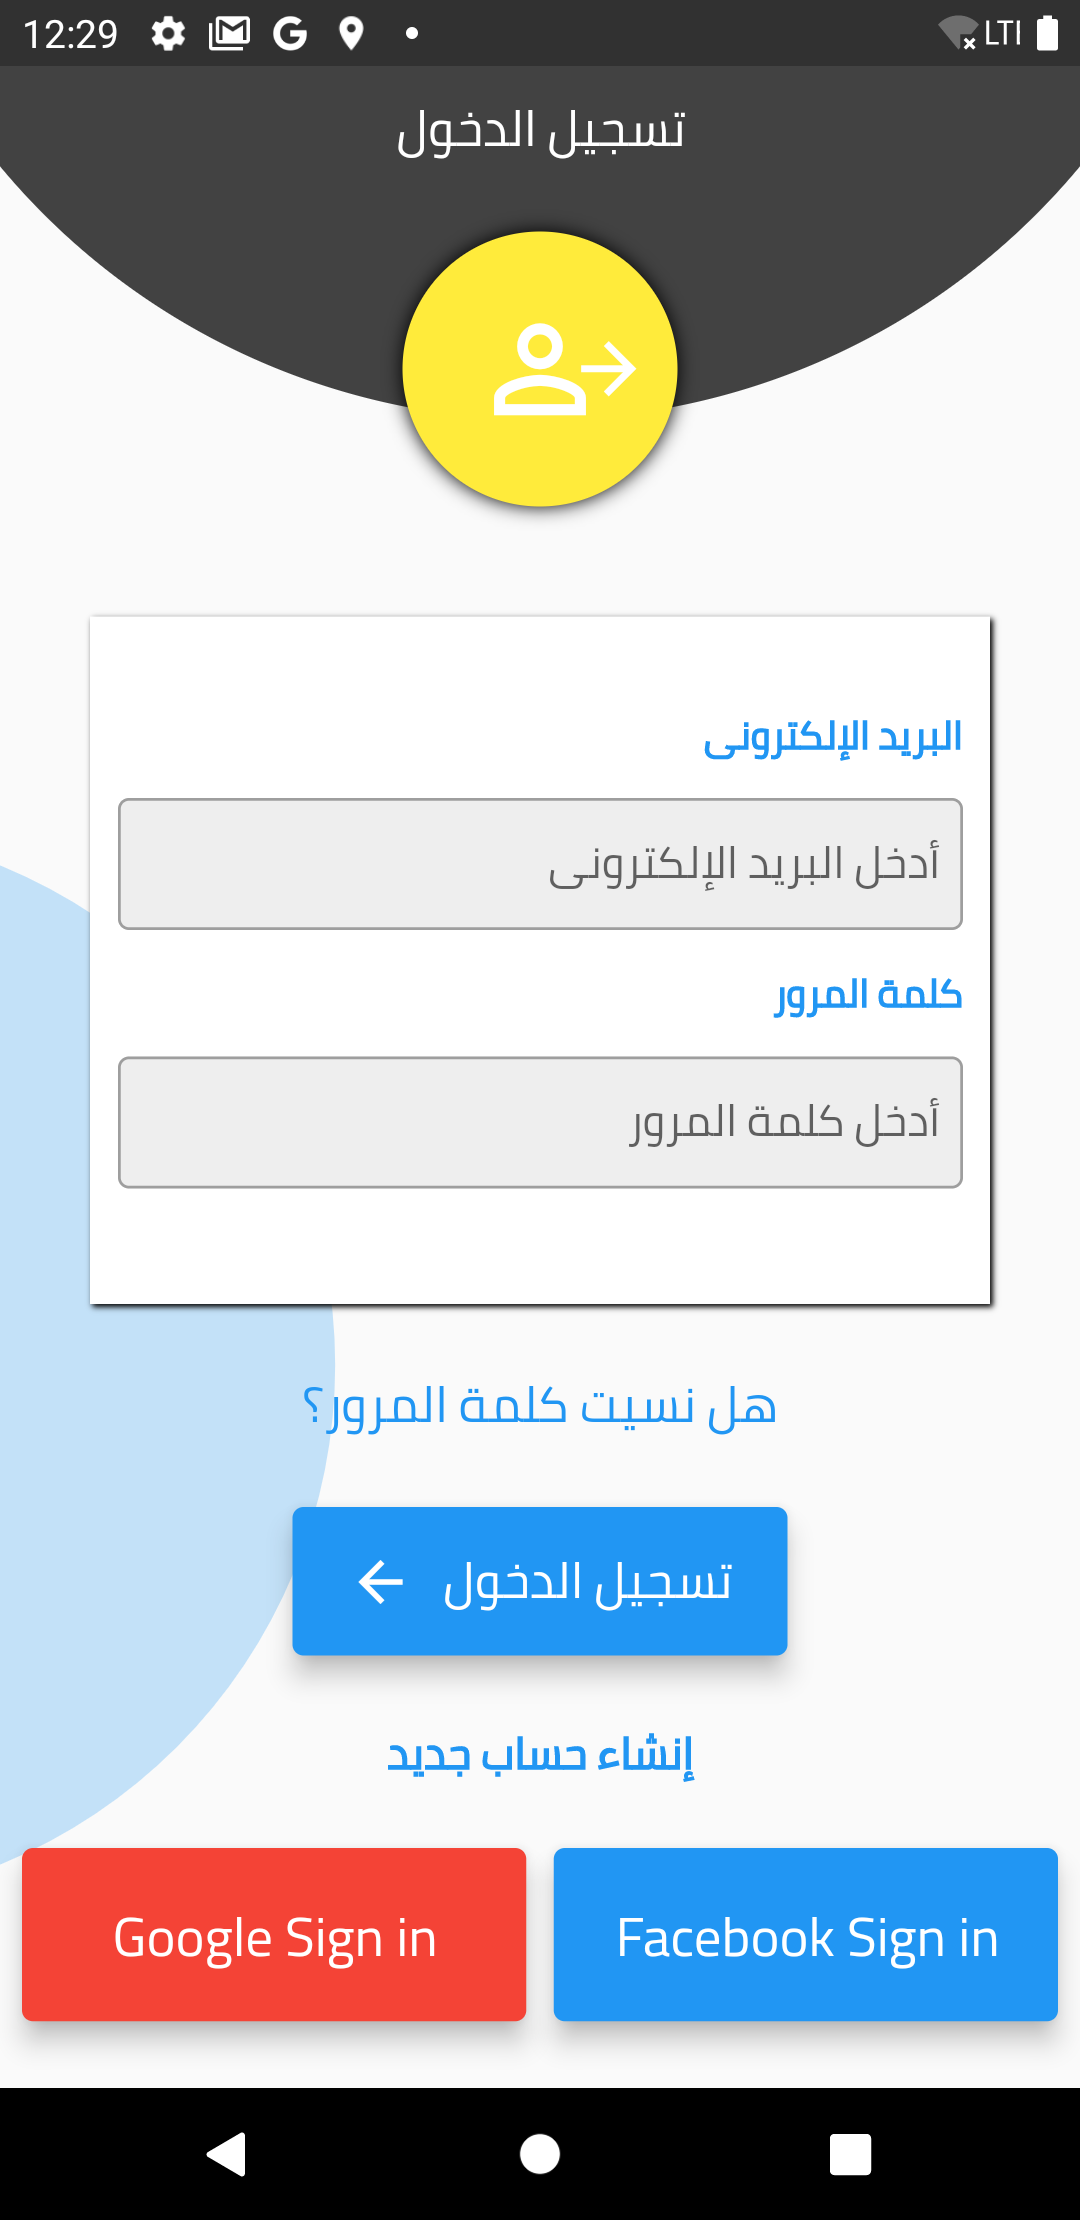 12:29
LTE
تسجيل الدخول
البريد الإلكترونى
أدخل البريد الإلكترونى
كلمة المرور
أدخل كلمة المرور
هل نسيت كلمة المرور؟
تسجيل الدخول
إنشاء حساب جديد
Google Sign in
Facebook Sign in